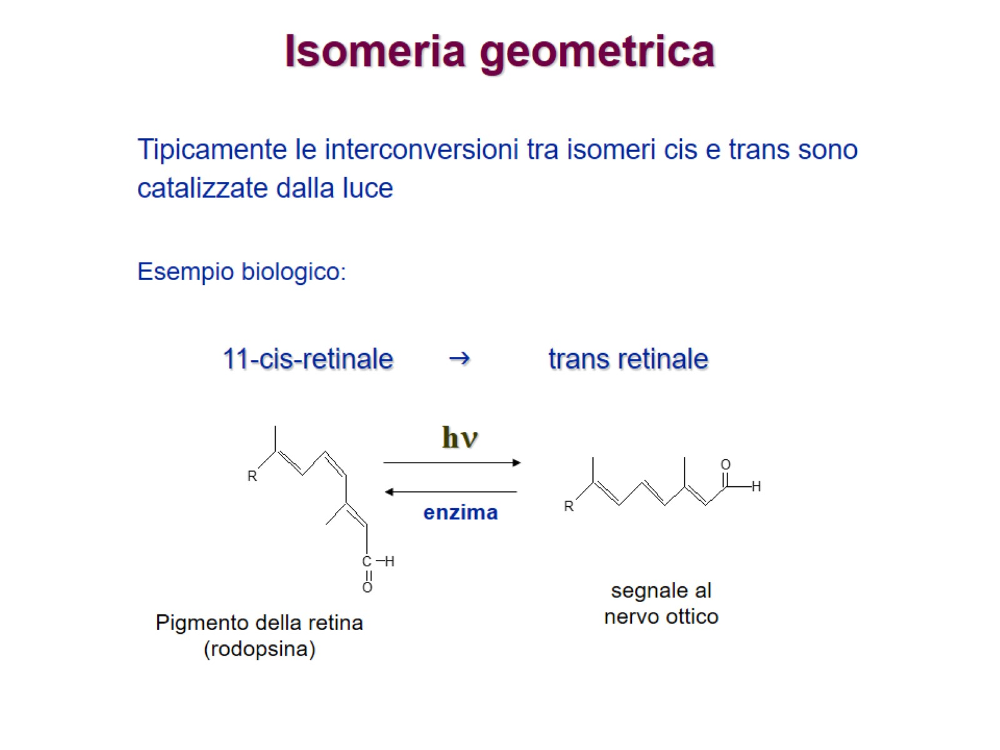 Isomeria geometrica
Tipicamente le interconversioni tra isomeri cis e trans sono
catalizzate dalla luce
Esempio biologico:
11-cis-retinale → trans retinale
hν
enzima
R
C
H
O
R
O
H
Pigmento della retina
(rodopsina)
segnale al
nervo ottico